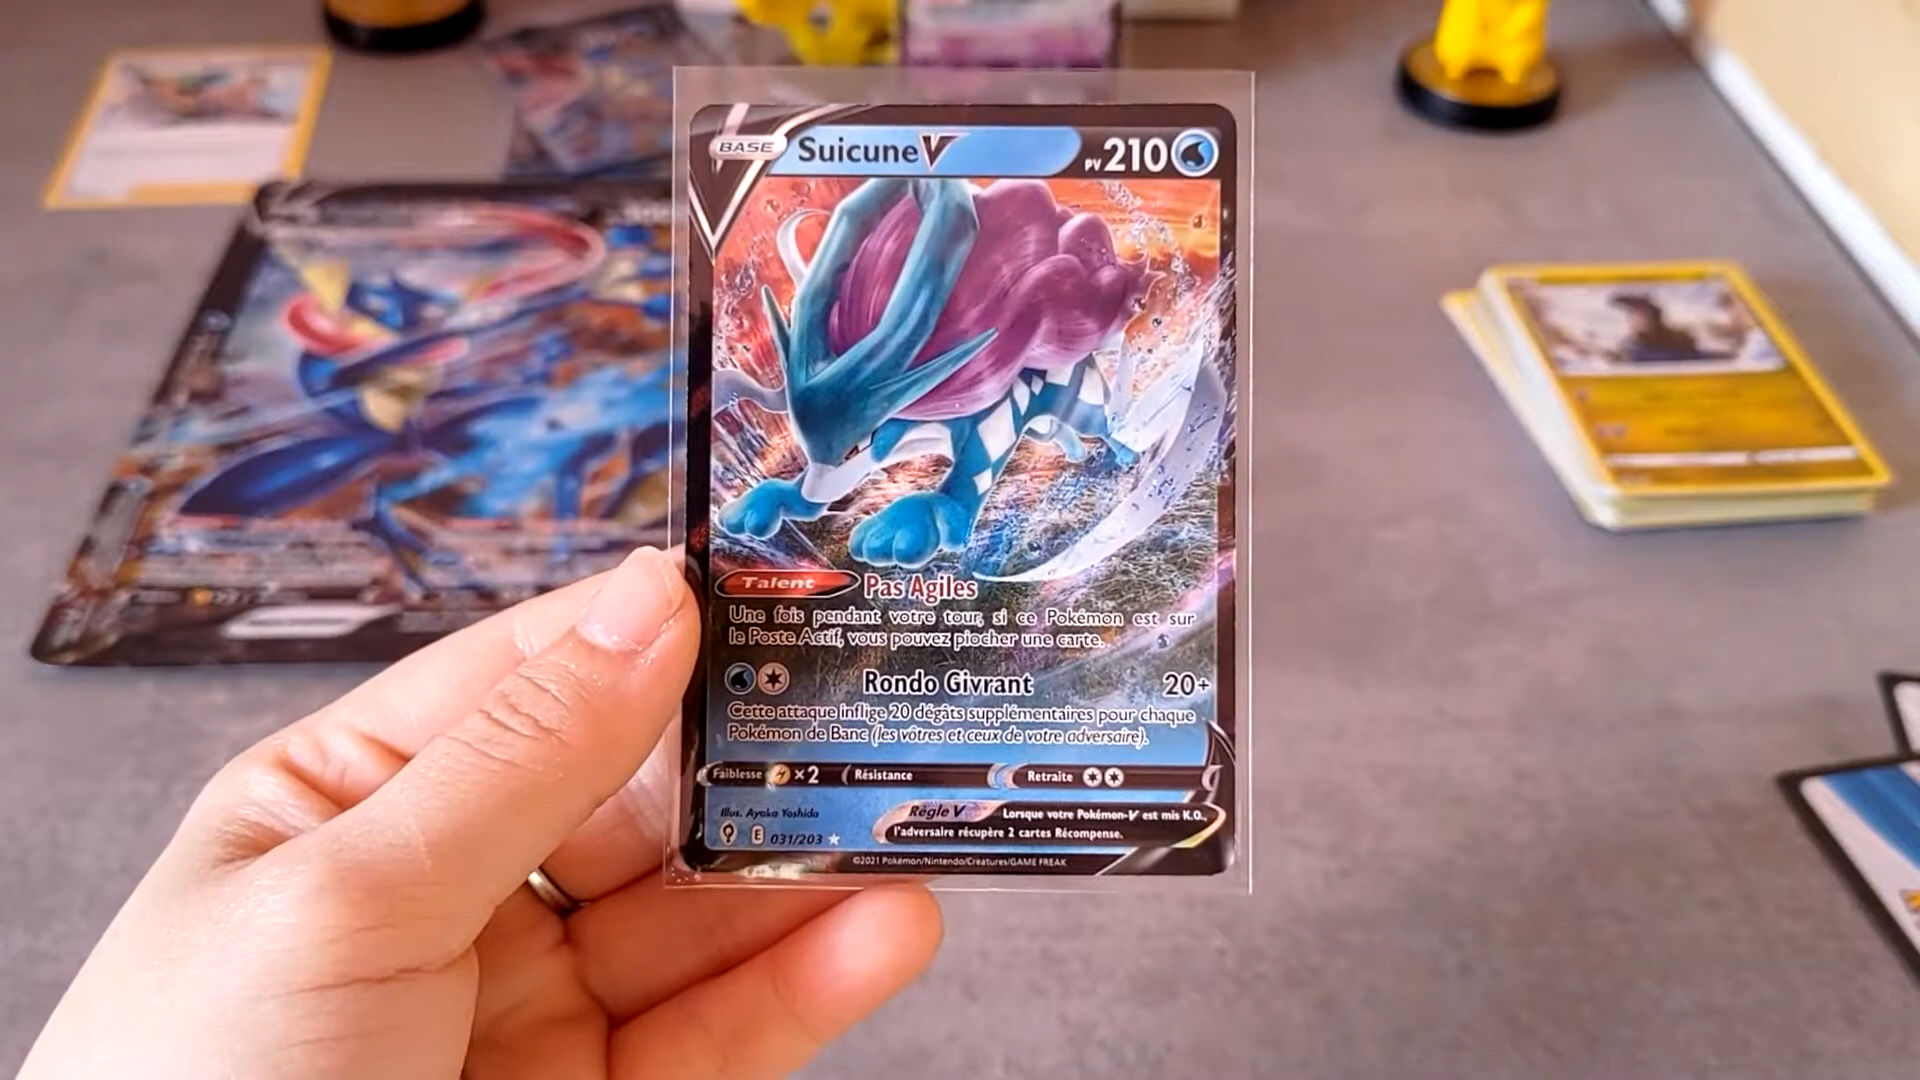 BASE Suicune V PV 210
Talent Pas Agiles
Une fois pendant votre tour, si ce Pokémon est sur
le Poste Actif, vous pouvez piocher une carte.
Rondo Givrant 20+
Cette attaque inflige 20 dégâts supplémentaires pour chaque
Pokémon de Banc (les vôtres et ceux de votre adversaire).
Faiblesse ×2 Résistance Retraite
Illus. Ayaka Yoshida
Règle V Lorsque votre Pokémon-V est mis K.O.,
l'adversaire récupère 2 cartes Récompense.
E 031/203
©2021 Pokémon/Nintendo/Creatures/GAME FREAK